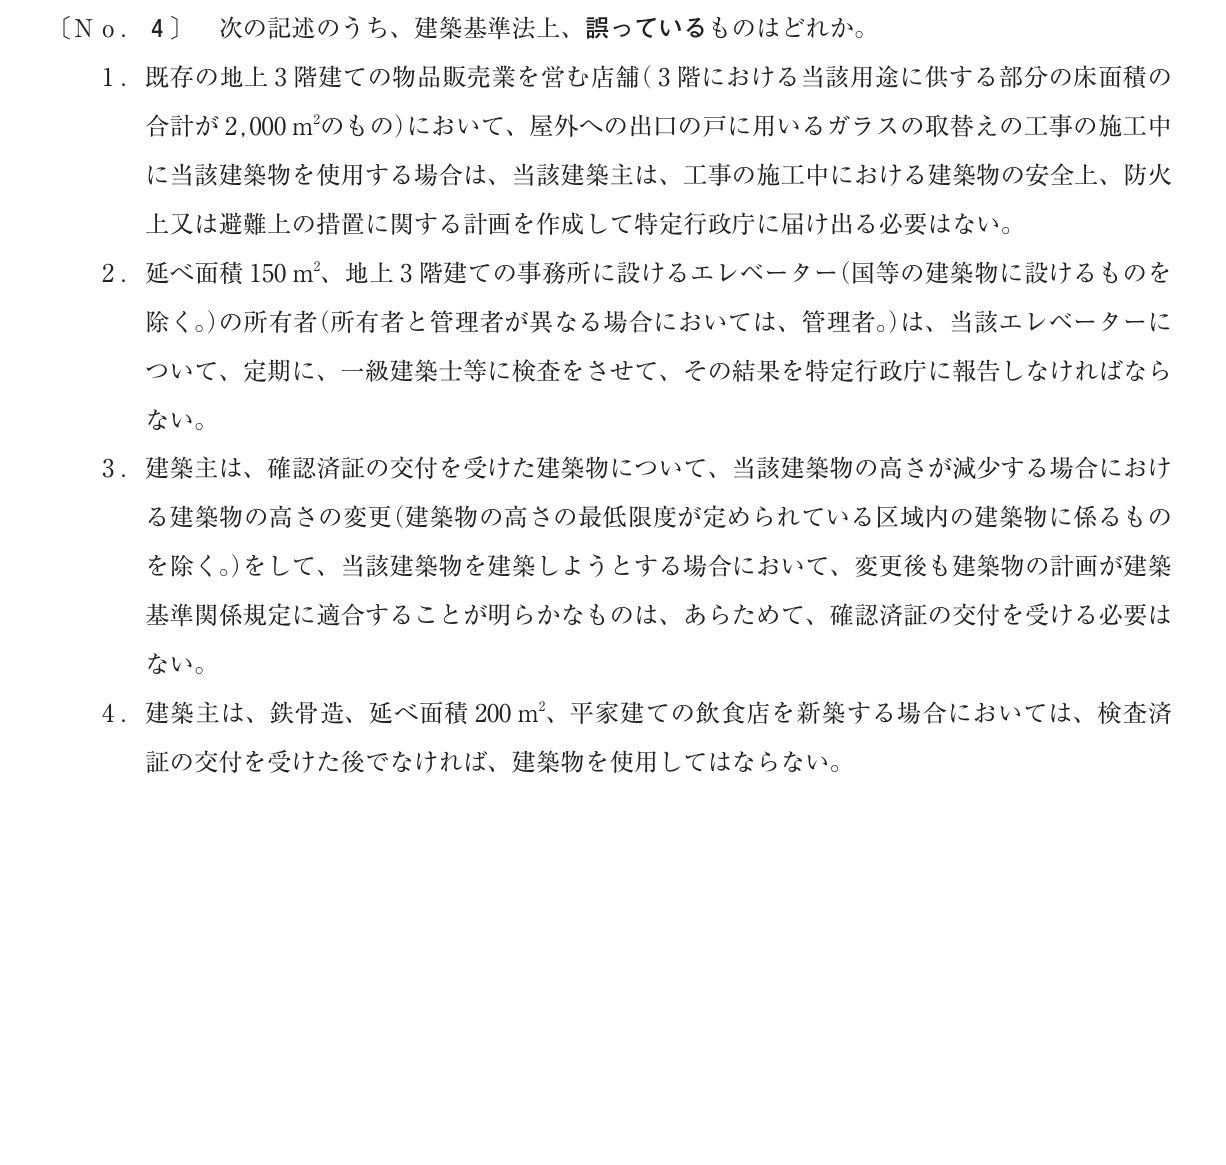 〔Ｎｏ．４〕　次の記述のうち、建築基準法上、誤っているものはどれか。
１．既存の地上３階建ての物品販売業を営む店舗（３階における当該用途に供する部分の床面積の
合計が2,000 m²のもの）において、屋外への出口の戸に用いるガラスの取替えの工事の施工中
に当該建築物を使用する場合は、当該建築主は、工事の施工中における建築物の安全上、防火
上又は避難上の措置に関する計画を作成して特定行政庁に届け出る必要はない。
２．延べ面積 150 m²、地上３階建ての事務所に設けるエレベーター（国等の建築物に設けるものを
除く。）の所有者（所有者と管理者が異なる場合においては、管理者。）は、当該エレベーターに
ついて、定期に、一級建築士等に検査をさせて、その結果を特定行政庁に報告しなければなら
ない。
３．建築主は、確認済証の交付を受けた建築物について、当該建築物の高さが減少する場合におけ
る建築物の高さの変更（建築物の高さの最低限度が定められている区域内の建築物に係るもの
を除く。）をして、当該建築物を建築しようとする場合において、変更後も建築物の計画が建築
基準関係規定に適合することが明らかなものは、あらためて、確認済証の交付を受ける必要は
ない。
４．建築主は、鉄骨造、延べ面積 200 m²、平家建ての飲食店を新築する場合においては、検査済
証の交付を受けた後でなければ、建築物を使用してはならない。